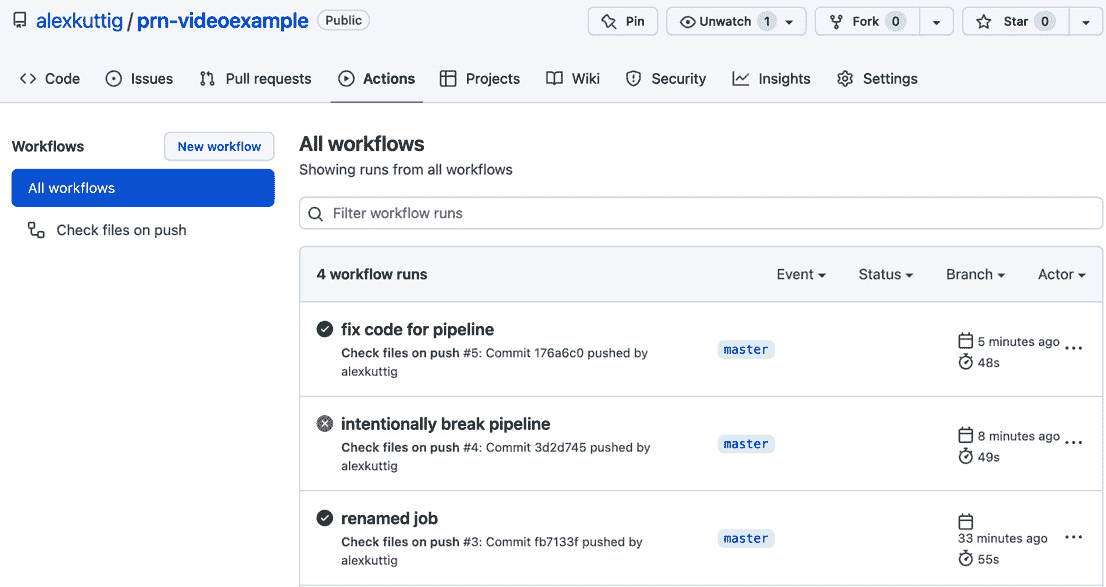 alexkuttig / prn-videoexample Public
Pin
Unwatch 1
Fork 0
Star 0
Code
Issues
Pull requests
Actions
Projects
Wiki
Security
Insights
Settings
Workflows
New workflow
All workflows
Check files on push
All workflows
Showing runs from all workflows
Filter workflow runs
4 workflow runs
Event
Status
Branch
Actor
fix code for pipeline
Check files on push #5: Commit 176a6c0 pushed by
alexkuttig
master
5 minutes ago
48s
intentionally break pipeline
Check files on push #4: Commit 3d2d745 pushed by
alexkuttig
master
8 minutes ago
49s
renamed job
Check files on push #3: Commit fb7133f pushed by
alexkuttig
master
33 minutes ago
55s